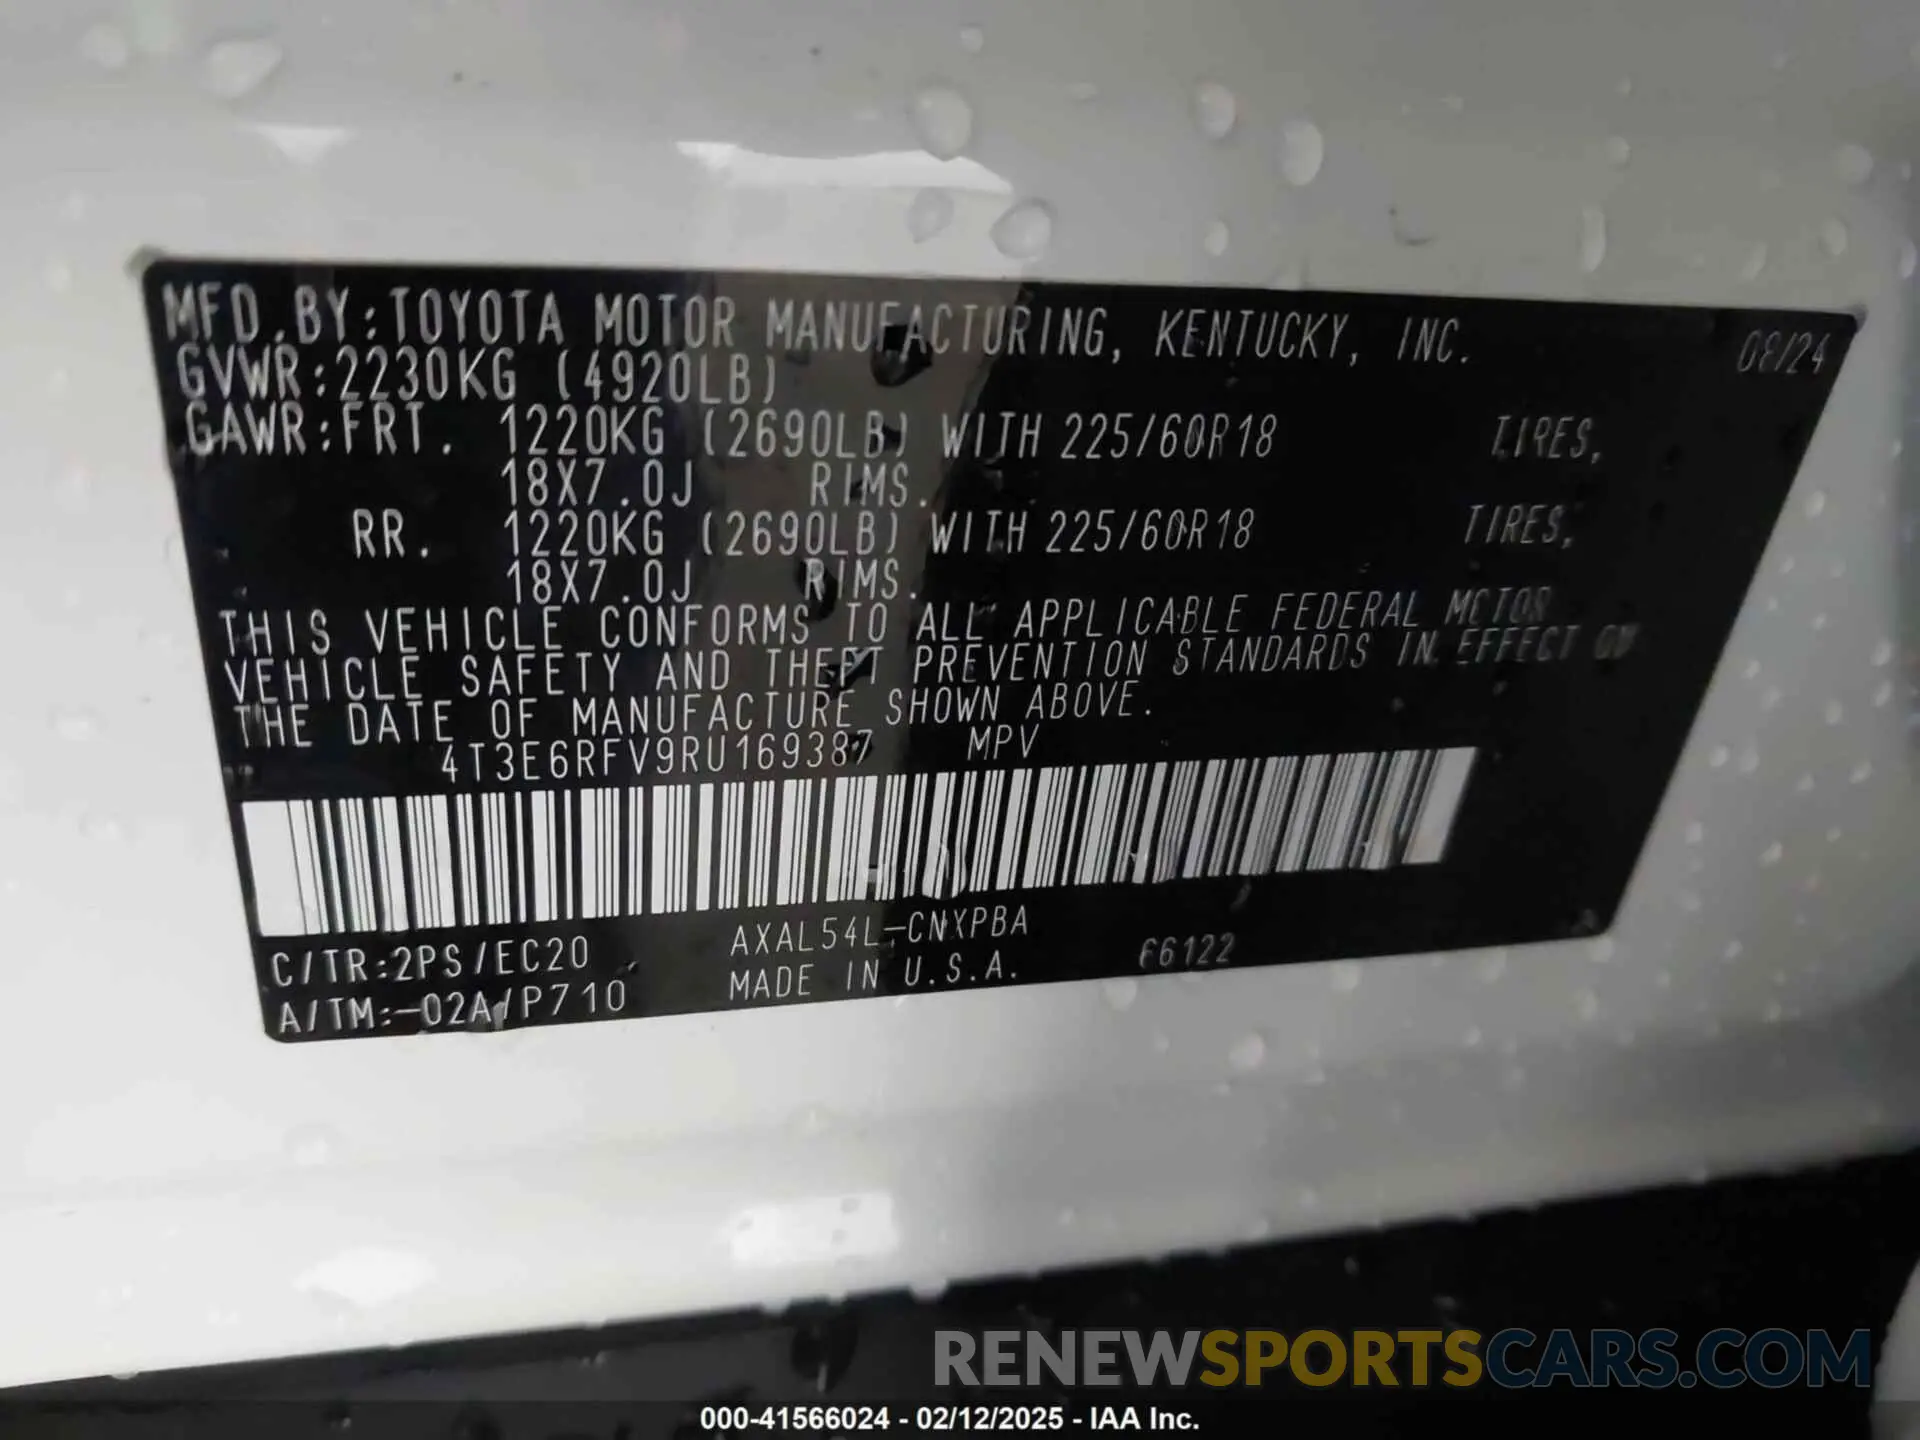 MFD.BY:TOYOTA MOTOR MANUFACTURING, KENTUCKY, INC. 08/24
GVWR:2230KG (4920LB)
GAWR:FRT. 1220KG (2690LB) WITH 225/60R18 TIRES,
18X7.0J RIMS.
RR. 1220KG (2690LB) WITH 225/60R18 TIRES,
18X7.0J RIMS.
THIS VEHICLE CONFORMS TO ALL APPLICABLE FEDERAL MOTOR
VEHICLE SAFETY AND THEFT PREVENTION STANDARDS IN EFFECT ON
THE DATE OF MANUFACTURE SHOWN ABOVE.
4T3E6RFV9RU169387 MPV
C/TR:2PS/EC20 AXAL54L-CNXPBA
A/TM:-02A/P710 MADE IN U.S.A.
RENEWSPORTSCARS.COM
000-41566024 - 02/12/2025 - IAA Inc.